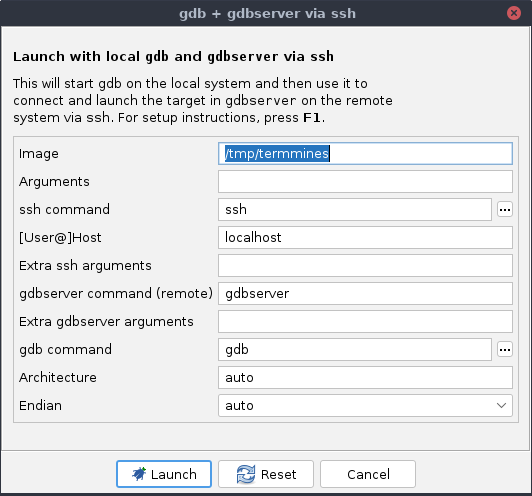 gdb + gdbserver via ssh
Launch with local gdb and gdbserver via ssh
This will start gdb on the local system and then use it to
connect and launch the target in gdbserver on the remote
system via ssh. For setup instructions, press F1.
Image /tmp/termmines
Arguments
ssh command ssh ...
[User@]Host localhost
Extra ssh arguments
gdbserver command (remote) gdbserver
Extra gdbserver arguments
gdb command gdb ...
Architecture auto
Endian auto
Launch Reset Cancel